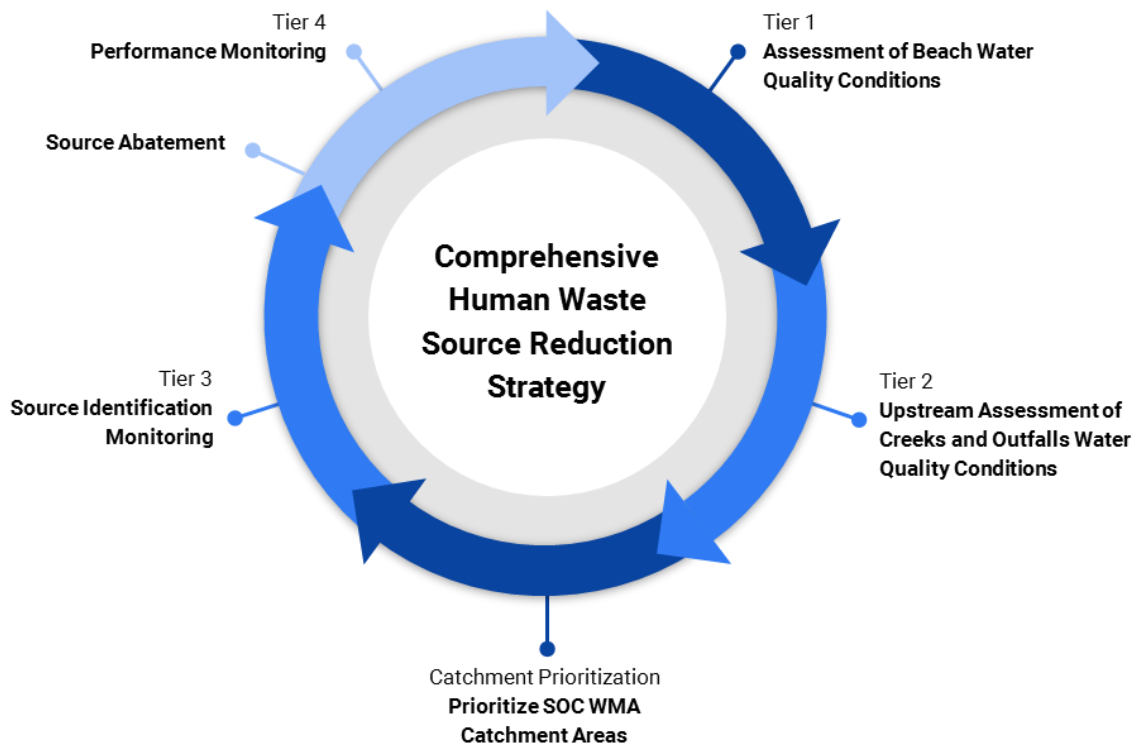 Tier 4
Performance Monitoring
Source Abatement
Tier 1
Assessment of Beach Water
Quality Conditions
Comprehensive
Human Waste
Source Reduction
Strategy
Tier 3
Source Identification
Monitoring
Tier 2
Upstream Assessment of
Creeks and Outfalls Water
Quality Conditions
Catchment Prioritization
Prioritize SOC WMA
Catchment Areas